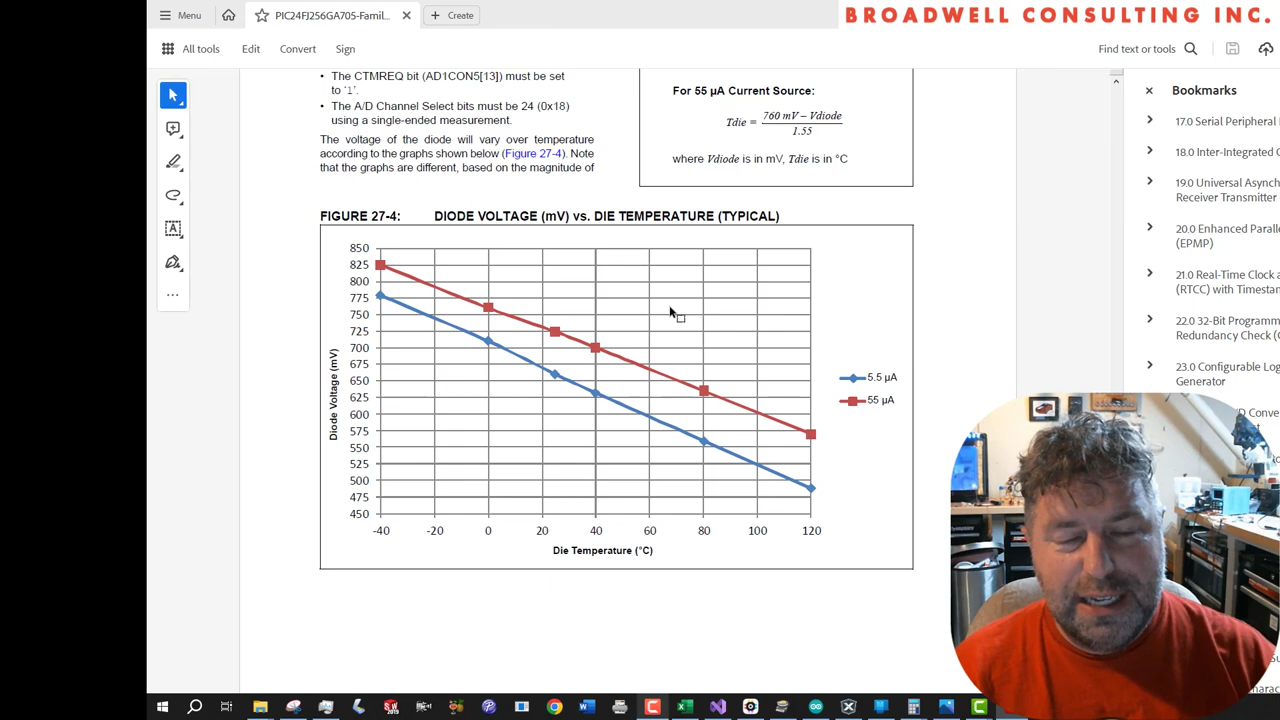 Menu
PIC24FJ256GA705-Famil...
Create
BROADWELL CONSULTING INC.
All tools
Edit
Convert
Sign
Find text or tools
• The CTMREQ bit (AD1CON5[13]) must be set
to '1'.
• The A/D Channel Select bits must be 24 (0x18)
using a single-ended measurement.
The voltage of the diode will vary over temperature
according to the graphs shown below (Figure 27-4). Note
that the graphs are different, based on the magnitude of
For 55 µA Current Source:
Tdie = 760 mV – Vdiode
1.55
where Vdiode is in mV, Tdie is in °C
FIGURE 27-4: DIODE VOLTAGE (mV) vs. DIE TEMPERATURE (TYPICAL)
850
825
800
775
750
725
700
675
650
625
600
575
550
525
500
475
450
Diode Voltage (mV)
-40 -20 0 20 40 60 80 100 120
Die Temperature (°C)
5.5 µA
55 µA
Bookmarks
17.0 Serial Peripheral
18.0 Inter-Integrated C
19.0 Universal Async
Receiver Transmitter
20.0 Enhanced Paralle
(EPMP)
21.0 Real-Time Clock a
(RTCC) with Timestam
22.0 32-Bit Programm
Redundancy Check (C
23.0 Configurable Log
Generator